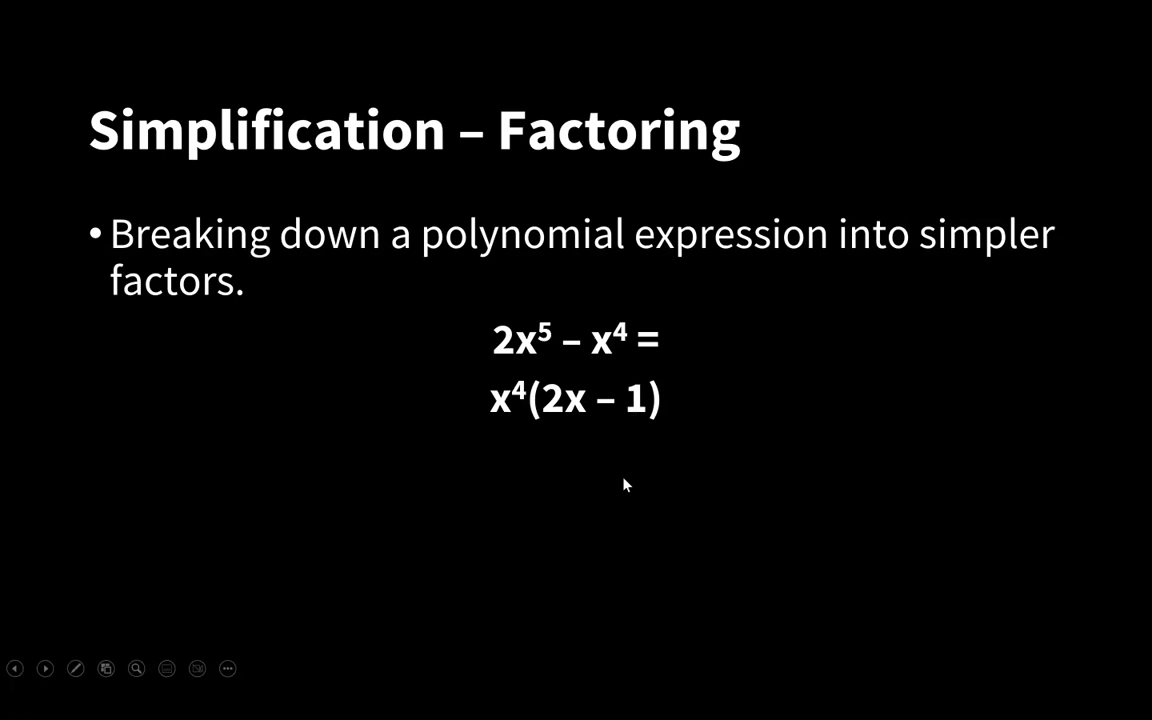 Simplification – Factoring
• Breaking down a polynomial expression into simpler
factors.
2x⁵ – x⁴ =
x⁴(2x – 1)